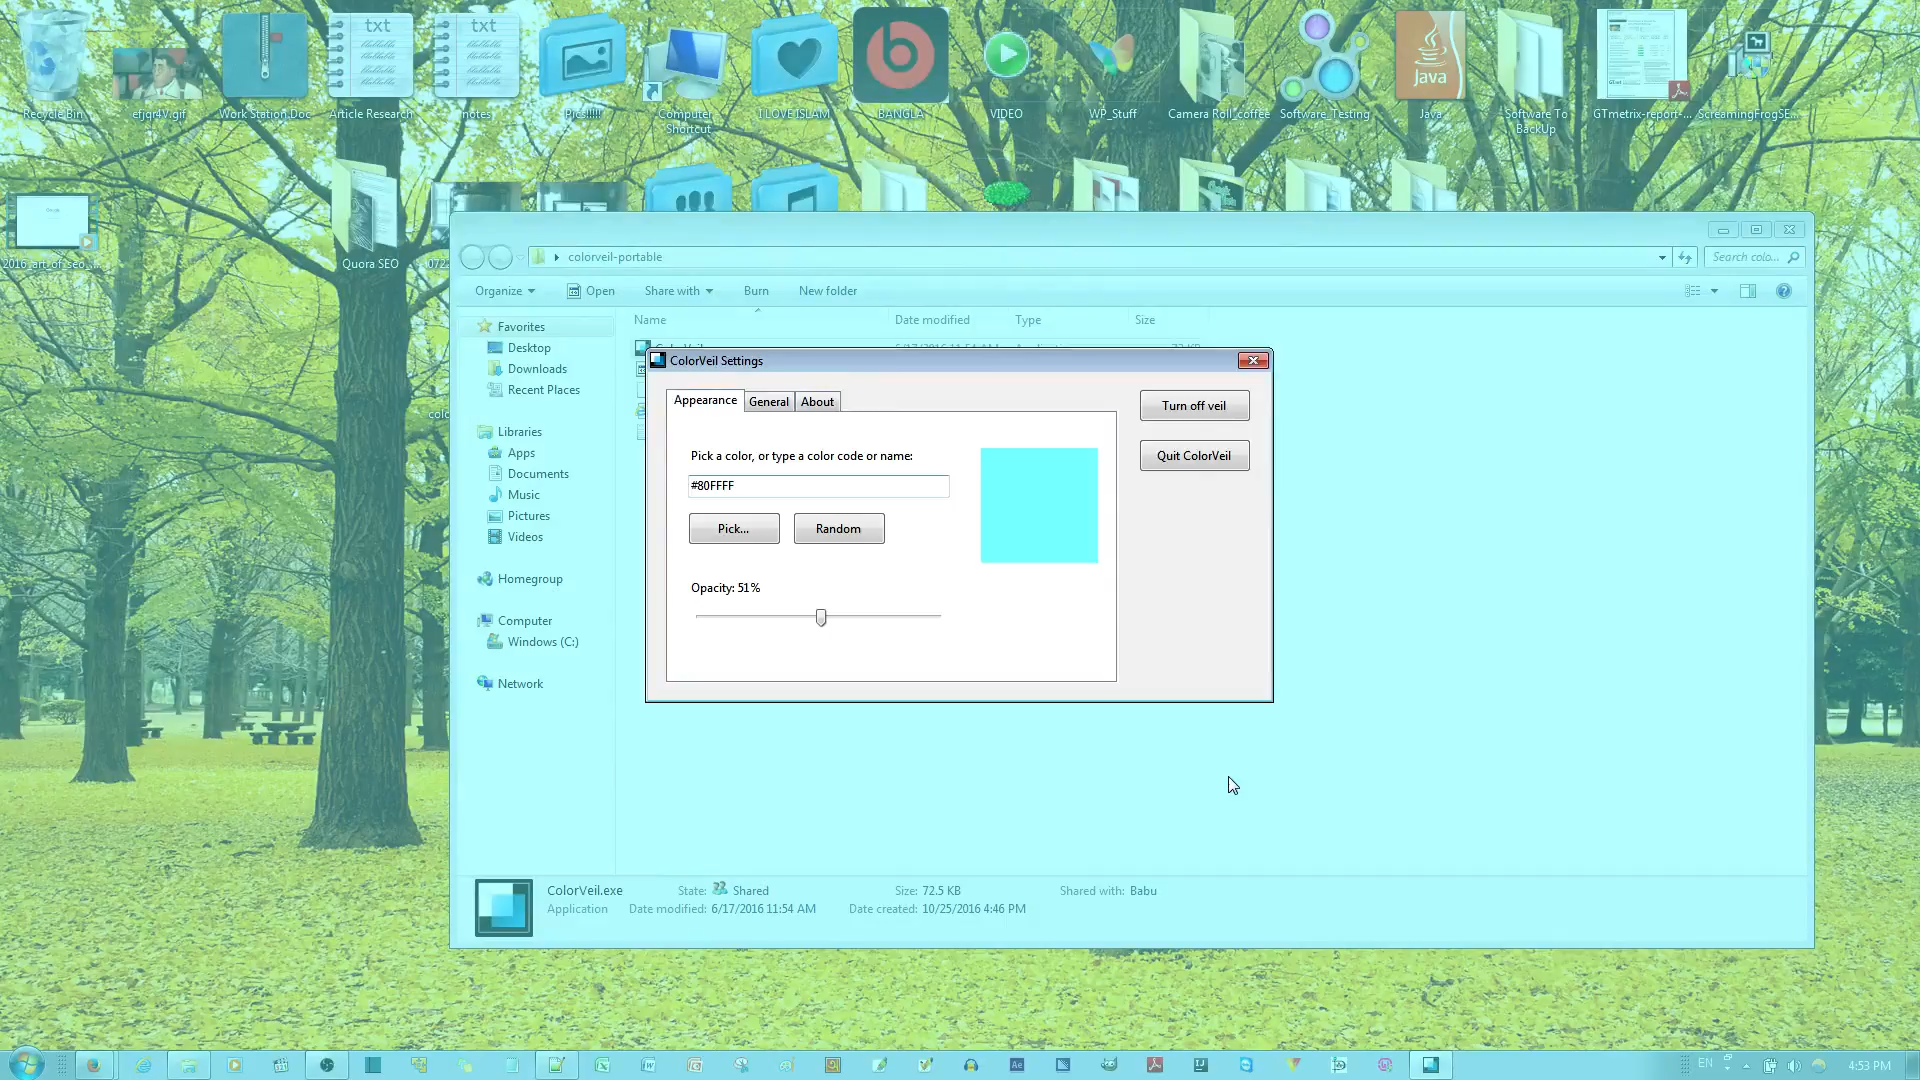 txt
txt
Recycle Bin
efjqr4V.gif
Work Station.Doc
Article Research
notes
Pics!!!!!
Computer
Shortcut
I LOVE ISLAM
BANGLA
VIDEO
WP_Stuff
Camera Roll_coffee
Software_Testing
Java
Java
Software To
BackUp
GTmetrix-report-...
ScreamingFrogSE...
2016_art_of_seo_...
Quora SEO
072
colorveil-portable
Search colo...
Organize
Open
Share with
Burn
New folder
Name
Date modified
Type
Size
Favorites
Desktop
Downloads
Recent Places
Libraries
Apps
Documents
Music
Pictures
Videos
Homegroup
Computer
Windows (C:)
Network
ColorVeil Settings
Appearance
General
About
Turn off veil
Quit ColorVeil
Pick a color, or type a color code or name:
#80FFFF
Pick...
Random
Opacity: 51%
ColorVeil.exe
State: Shared
Size: 72.5 KB
Shared with: Babu
Application
Date modified: 6/17/2016 11:54 AM
Date created: 10/25/2016 4:46 PM
EN
4:53 PM